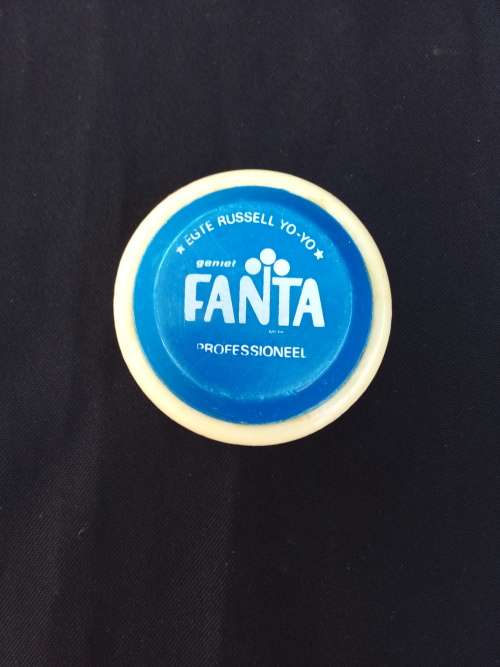 ★ EGTE RUSSELL YO-YO ★
geniet
FANTA
PROFESSIONEEL